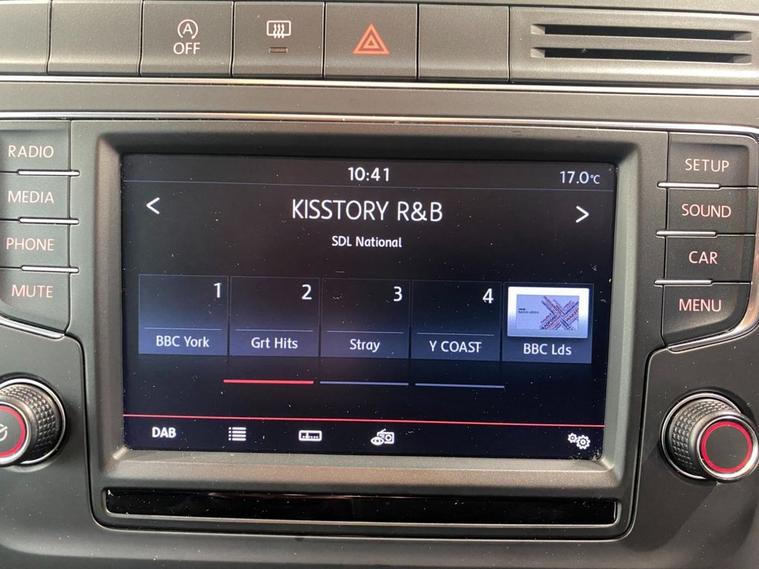 A
OFF
RADIO
MEDIA
PHONE
MUTE
10:41
17.0°C
< KISSTORY R&B >
SDL National
1 2 3 4
BBC York Grt Hits Stray Y COAST BBC Lds
DAB
SETUP
SOUND
CAR
MENU